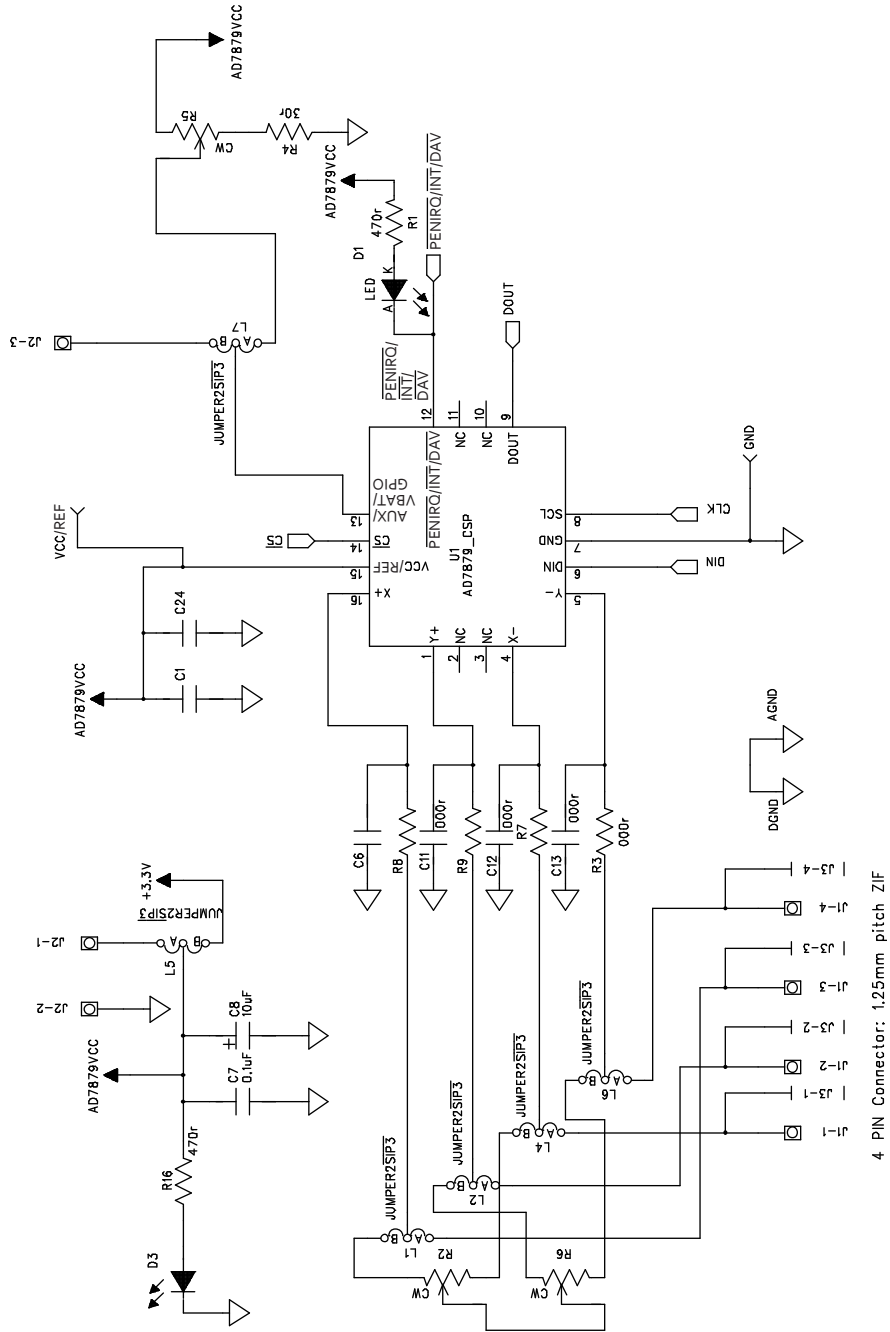 AD7879VCC
R5
CW
30r
R4
AD7879VCC
470r
R1
D1
LED
K
A
PENIRQ/INT/DAV
J2-3
B
A
L7
JUMPER2SIP3
PENIRQ/
INT/
DAV
DOUT
12
11
10
9
PENIRQ/INT/DAV
NC
NC
DOUT
VCC/REF
CS
13
14
15
16
AUX/
VBAT/
GPIO
CS
VCC/REF
X+
U1
AD7879_CSP
SCL
GND
DIN
Y-
8
7
6
5
CLK
GND
DIN
Y+
NC
NC
X-
1
2
3
4
AD7879VCC
C24
C1
C6
R8
C11
000r
R9
C12
000r
R7
C13
000r
R3
000r
DGND
AGND
+3.3V
JUMPER2SIP3
J2-1
A
B
L5
J2-2
C8
10uF
+
C7
0.1uF
AD7879VCC
R16
470r
D3
JUMPER2SIP3
B
A
L1
JUMPER2SIP3
B
A
L2
JUMPER2SIP3
B
A
L4
JUMPER2SIP3
B
A
L6
R2
CW
R6
CW
J3-4
J1-4
J3-3
J1-3
J3-2
J1-2
J3-1
J1-1
4 PIN Connector: 1.25mm pitch ZIF